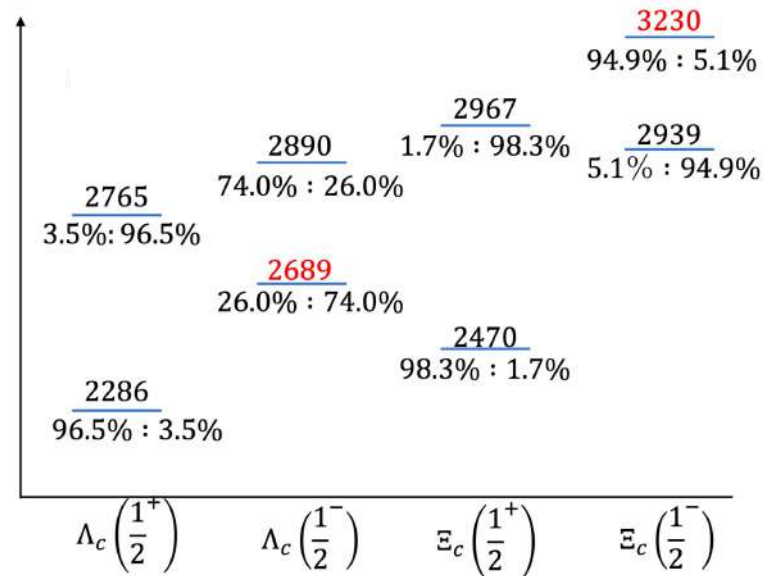 3230
94.9% : 5.1%
2967
1.7% : 98.3%
2939
5.1% : 94.9%
2890
74.0% : 26.0%
2765
3.5%: 96.5%
2689
26.0% : 74.0%
2470
98.3% : 1.7%
2286
96.5% : 3.5%
Λc(1/2⁺) Λc(1/2⁻) Ξc(1/2⁺) Ξc(1/2⁻)